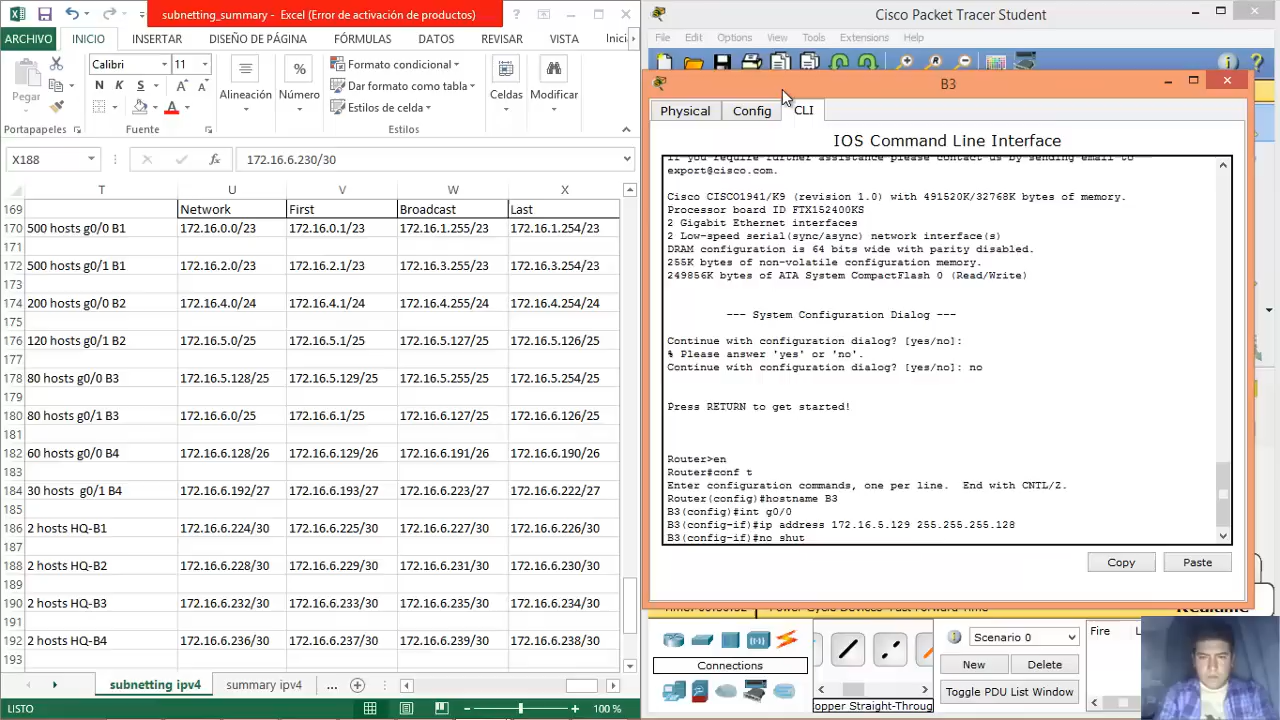 subnetting_summary - Excel (Error de activación de productos)
ARCHIVO INICIO INSERTAR DISEÑO DE PÁGINA FÓRMULAS DATOS REVISAR VISTA Inici
Pegar
Calibri 11
N K S
A A
Alineación
%
Número
Formato condicional
Dar formato como tabla
Estilos de celda
Celdas
Modificar
Portapapeles Fuente Estilos
X188 fx 172.16.6.230/30
T U V W X
169 Network First Broadcast Last
170 500 hosts g0/0 B1 172.16.0.0/23 172.16.0.1/23 172.16.1.255/23 172.16.1.254/23
171
172 500 hosts g0/1 B1 172.16.2.0/23 172.16.2.1/23 172.16.3.255/23 172.16.3.254/23
173
174 200 hosts g0/0 B2 172.16.4.0/24 172.16.4.1/24 172.16.4.255/24 172.16.4.254/24
175
176 120 hosts g0/1 B2 172.16.5.0/25 172.16.5.1/25 172.16.5.127/25 172.16.5.126/25
177
178 80 hosts g0/0 B3 172.16.5.128/25 172.16.5.129/25 172.16.5.255/25 172.16.5.254/25
179
180 80 hosts g0/1 B3 172.16.6.0/25 172.16.6.1/25 172.16.6.127/25 172.16.6.126/25
181
182 60 hosts g0/0 B4 172.16.6.128/26 172.16.6.129/26 172.16.6.191/26 172.16.6.190/26
183
184 30 hosts g0/1 B4 172.16.6.192/27 172.16.6.193/27 172.16.6.223/27 172.16.6.222/27
185
186 2 hosts HQ-B1 172.16.6.224/30 172.16.6.225/30 172.16.6.227/30 172.16.6.226/30
187
188 2 hosts HQ-B2 172.16.6.228/30 172.16.6.229/30 172.16.6.231/30 172.16.6.230/30
189
190 2 hosts HQ-B3 172.16.6.232/30 172.16.6.233/30 172.16.6.235/30 172.16.6.234/30
191
192 2 hosts HQ-B4 172.16.6.236/30 172.16.6.237/30 172.16.6.239/30 172.16.6.238/30
193
subnetting ipv4 summary ipv4 ...
LISTO 100 %
Cisco Packet Tracer Student
File Edit Options View Tools Extensions Help
B3
Physical Config CLI
IOS Command Line Interface
If you require further assistance please contact us by sending email to
export@cisco.com.
Cisco CISCO1941/K9 (revision 1.0) with 491520K/32768K bytes of memory.
Processor board ID FTX152400KS
2 Gigabit Ethernet interfaces
2 Low-speed serial(sync/async) network interface(s)
DRAM configuration is 64 bits wide with parity disabled.
255K bytes of non-volatile configuration memory.
249856K bytes of ATA System CompactFlash 0 (Read/Write)
--- System Configuration Dialog ---
Continue with configuration dialog? [yes/no]:
% Please answer 'yes' or 'no'.
Continue with configuration dialog? [yes/no]: no
Press RETURN to get started!
Router>en
Router#conf t
Enter configuration commands, one per line. End with CNTL/Z.
Router(config)#hostname B3
B3(config)#int g0/0
B3(config-if)#ip address 172.16.5.129 255.255.255.128
B3(config-if)#no shut
Copy Paste
Connections
opper Straight-Throug
Scenario 0
New Delete
Toggle PDU List Window
Fire L